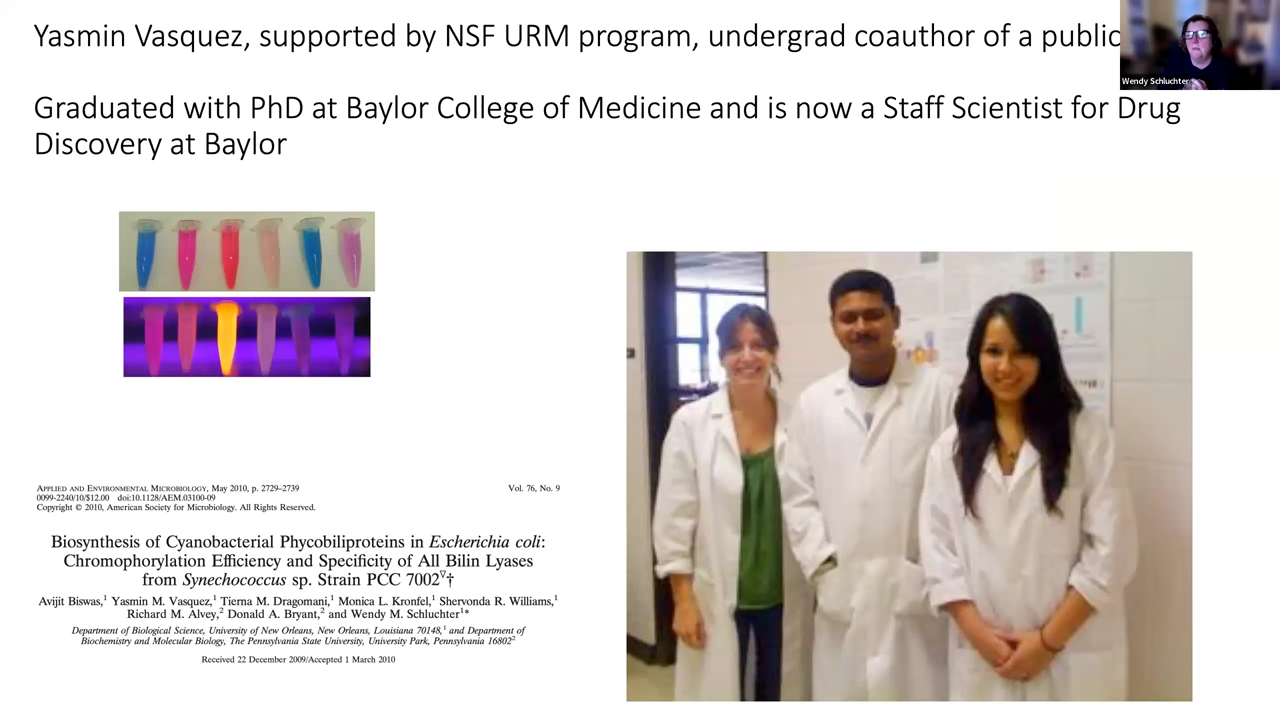 Yasmin Vasquez, supported by NSF URM program, undergrad coauthor of a public
Wendy Schluchter
Graduated with PhD at Baylor College of Medicine and is now a Staff Scientist for Drug
Discovery at Baylor
APPLIED AND ENVIRONMENTAL MICROBIOLOGY, May 2010, p. 2729–2739
Vol. 76, No. 9
0099-2240/10/$12.00 doi:10.1128/AEM.03100-09
Copyright © 2010, American Society for Microbiology. All Rights Reserved.
Biosynthesis of Cyanobacterial Phycobiliproteins in Escherichia coli:
Chromophorylation Efficiency and Specificity of All Bilin Lyases
from Synechococcus sp. Strain PCC 7002▿†
Avijit Biswas,¹ Yasmin M. Vasquez,¹ Tierna M. Dragomani,¹ Monica L. Kronfel,¹ Shervonda R. Williams,¹
Richard M. Alvey,² Donald A. Bryant,² and Wendy M. Schluchter¹*
Department of Biological Science, University of New Orleans, New Orleans, Louisiana 70148,¹ and Department of
Biochemistry and Molecular Biology, The Pennsylvania State University, University Park, Pennsylvania 16802²
Received 22 December 2009/Accepted 1 March 2010